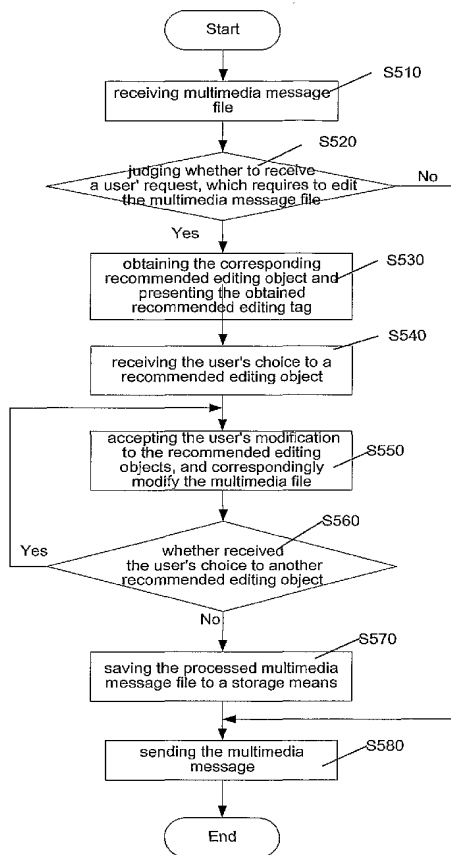 Start
S510
receiving multimedia message
file
S520
judging whether to receive
a user' request, which requires to edit
the multimedia message file
No
Yes
obtaining the corresponding
recommended editing object and
presenting the obtained
recommended editing tag
S530
S540
receiving the user's choice to a
recommended editing object
accepting the user's modification
to the recommended editing
objects, and correspondingly
modify the multimedia file
S550
S560
Yes
whether received
the user's choice to another
recommended editing object
No
S570
saving the processed multimedia
message file to a storage means
sending the multimedia
message
S580
End